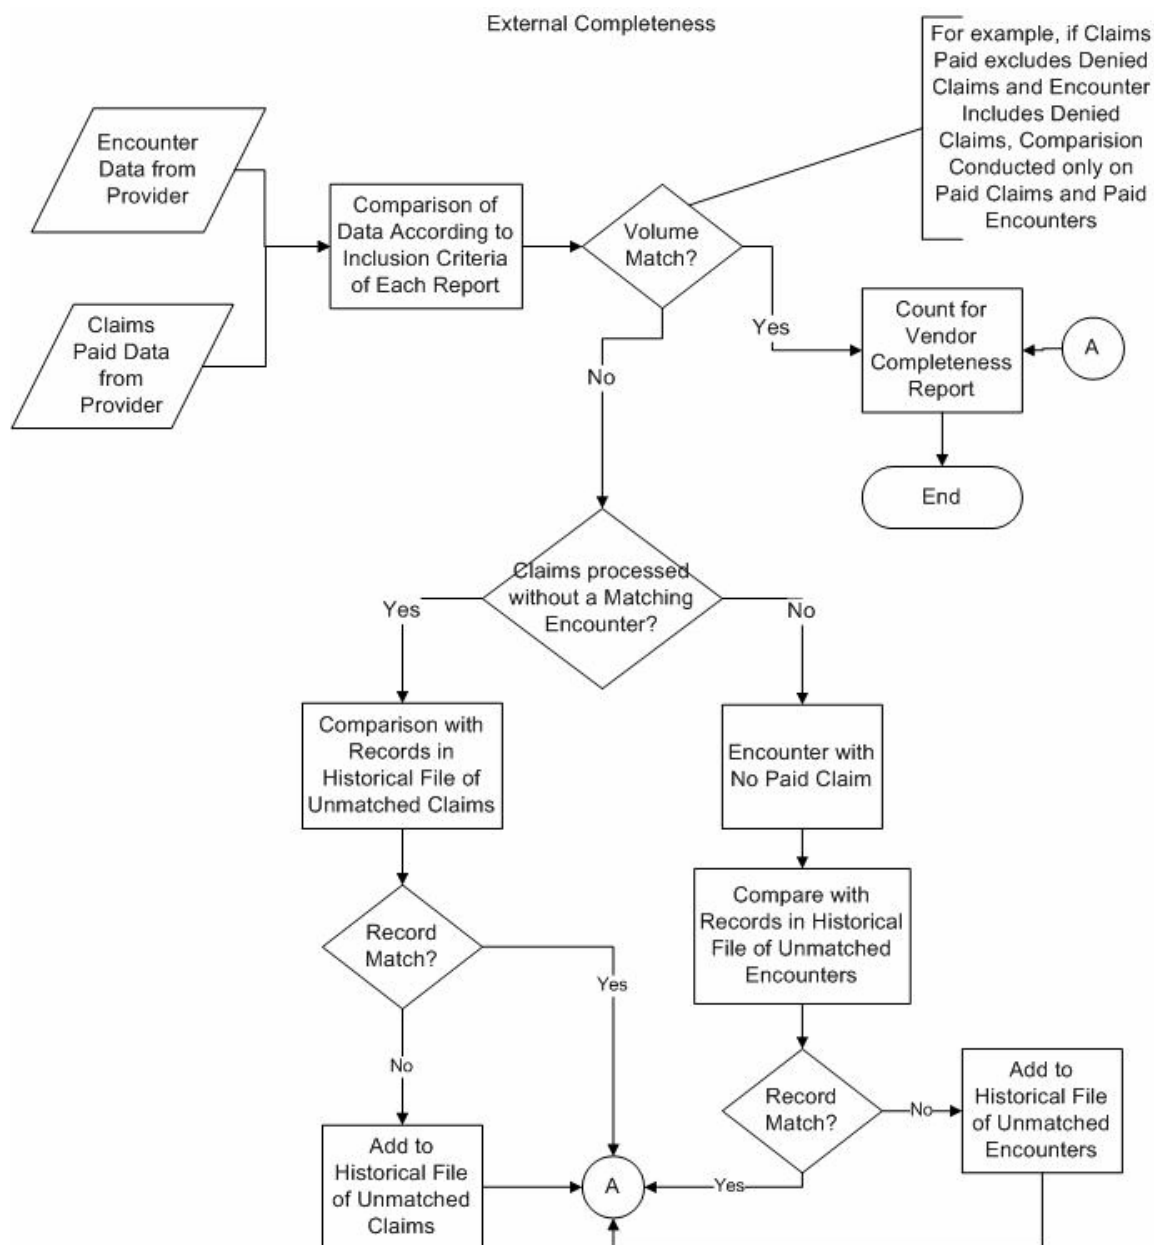 External Completeness
For example, if Claims
Paid excludes Denied
Claims and Encounter
Includes Denied
Claims, Comparision
Conducted only on
Paid Claims and Paid
Encounters
Encounter
Data from
Provider
Claims
Paid Data
from
Provider
Comparison of
Data According to
Inclusion Criteria
of Each Report
Volume
Match?
Yes
No
Count for
Vendor
Completeness
Report
A
End
Claims processed
without a Matching
Encounter?
Yes
No
Comparison with
Records in
Historical File of
Unmatched Claims
Encounter with
No Paid Claim
Record
Match?
Yes
No
Compare with
Records in Historical
File of Unmatched
Encounters
Record
Match?
No
Yes
Add to
Historical File
of Unmatched
Encounters
Add to
Historical File
of Unmatched
Claims
A